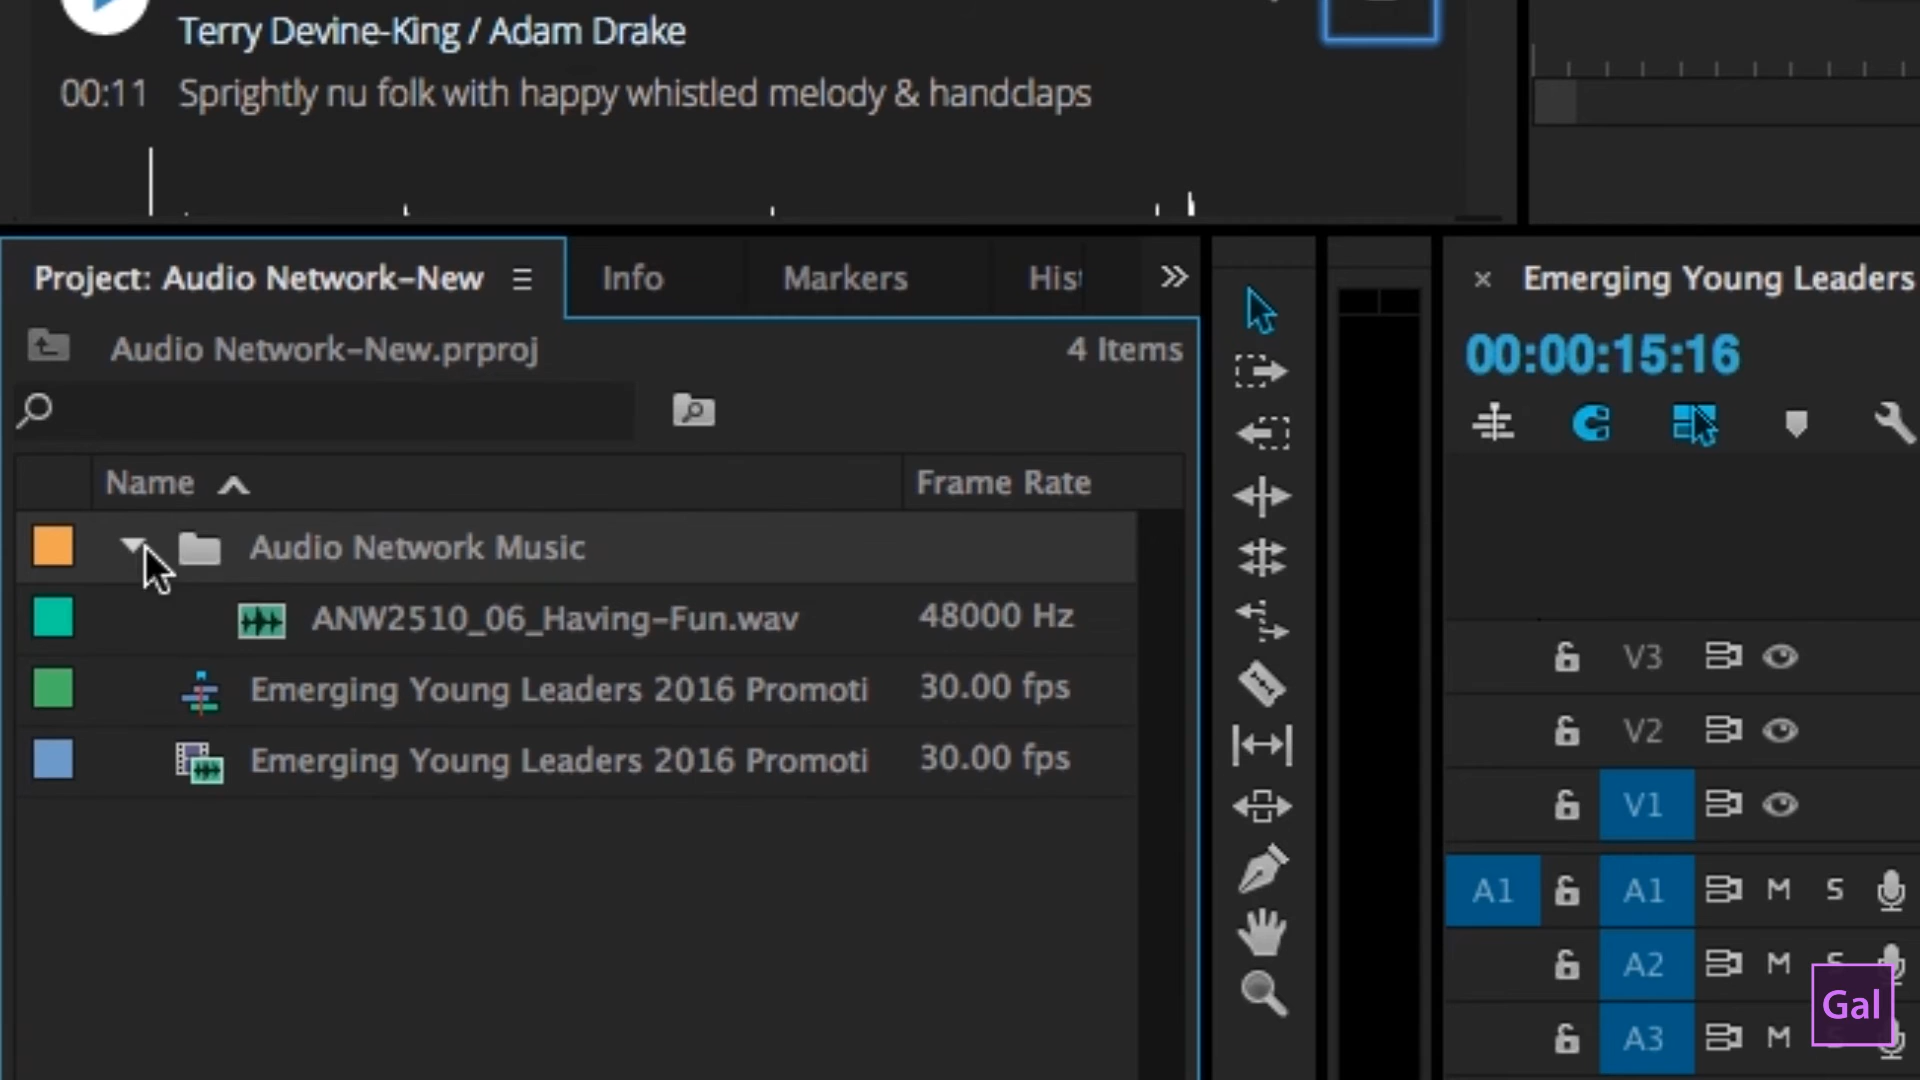 Terry Devine-King / Adam Drake
00:11 Sprightly nu folk with happy whistled melody & handclaps
Project: Audio Network-New
Info
Markers
Audio Network-New.prproj
4 Items
Name
Frame Rate
Audio Network Music
ANW2510_06_Having-Fun.wav
48000 Hz
Emerging Young Leaders 2016 Promoti
30.00 fps
Emerging Young Leaders 2016 Promoti
30.00 fps
Emerging Young Leaders
00:00:15:16
V3
V2
V1
A1 A1 M S
A2 M S
A3 M
Gal